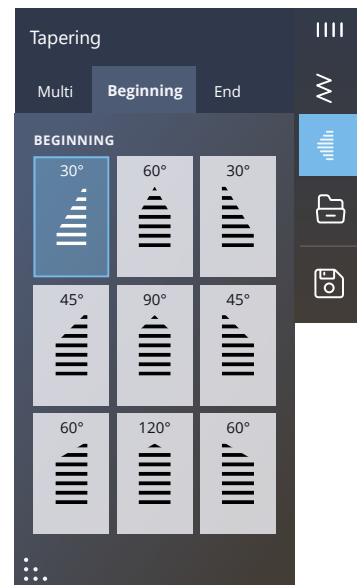 Tapering
Multi Beginning End
BEGINNING
30° 60° 30°
45° 90° 45°
60° 120° 60°